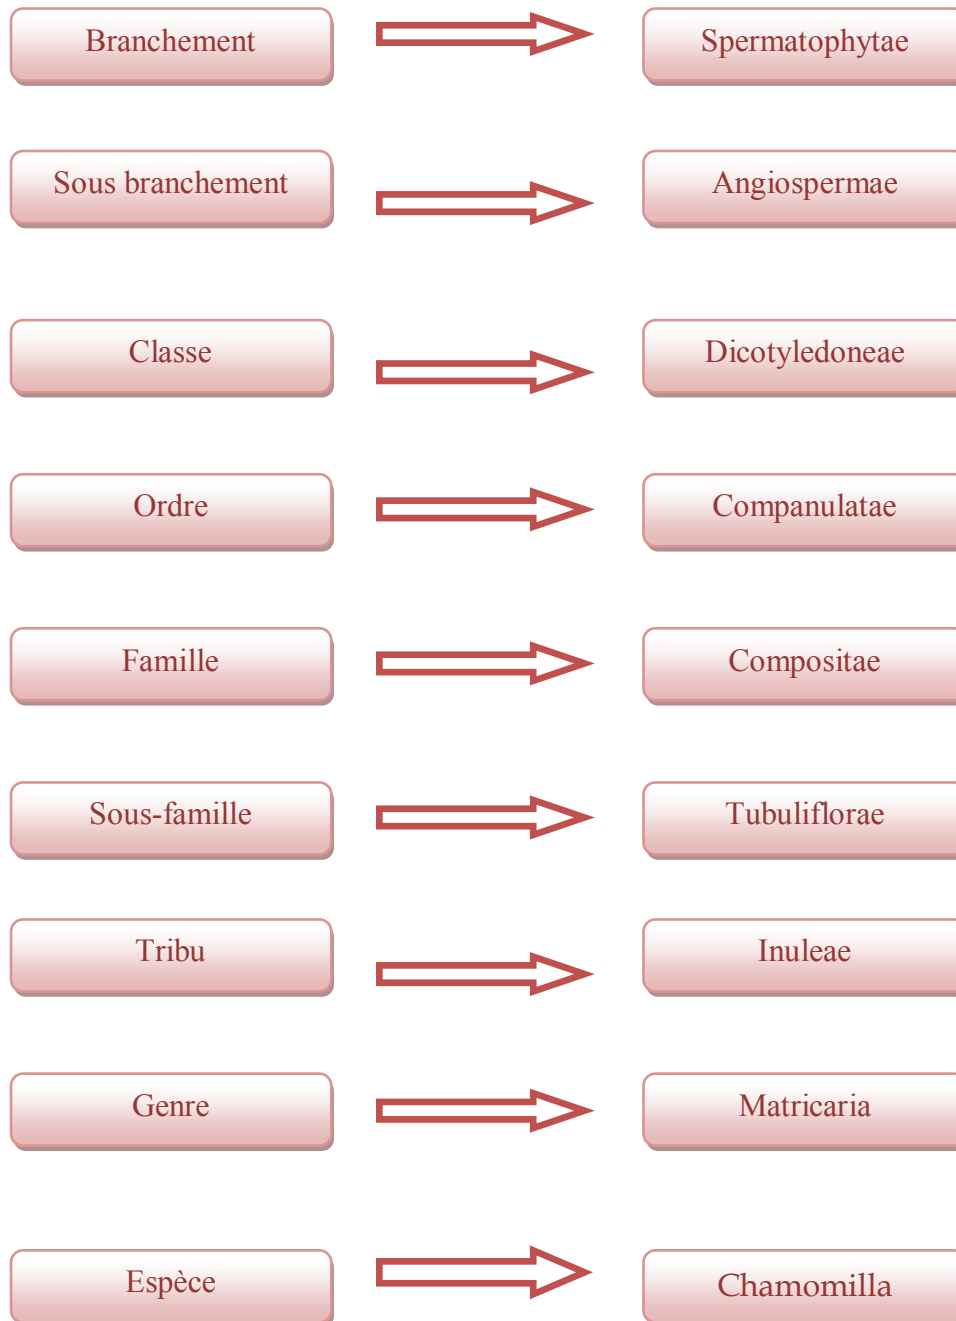 Branchement Spermatophytae
Sous branchement Angiospermae
Classe Dicotyledoneae
Ordre Companulatae
Famille Compositae
Sous-famille Tubuliflorae
Tribu Inuleae
Genre Matricaria
Espèce Chamomilla